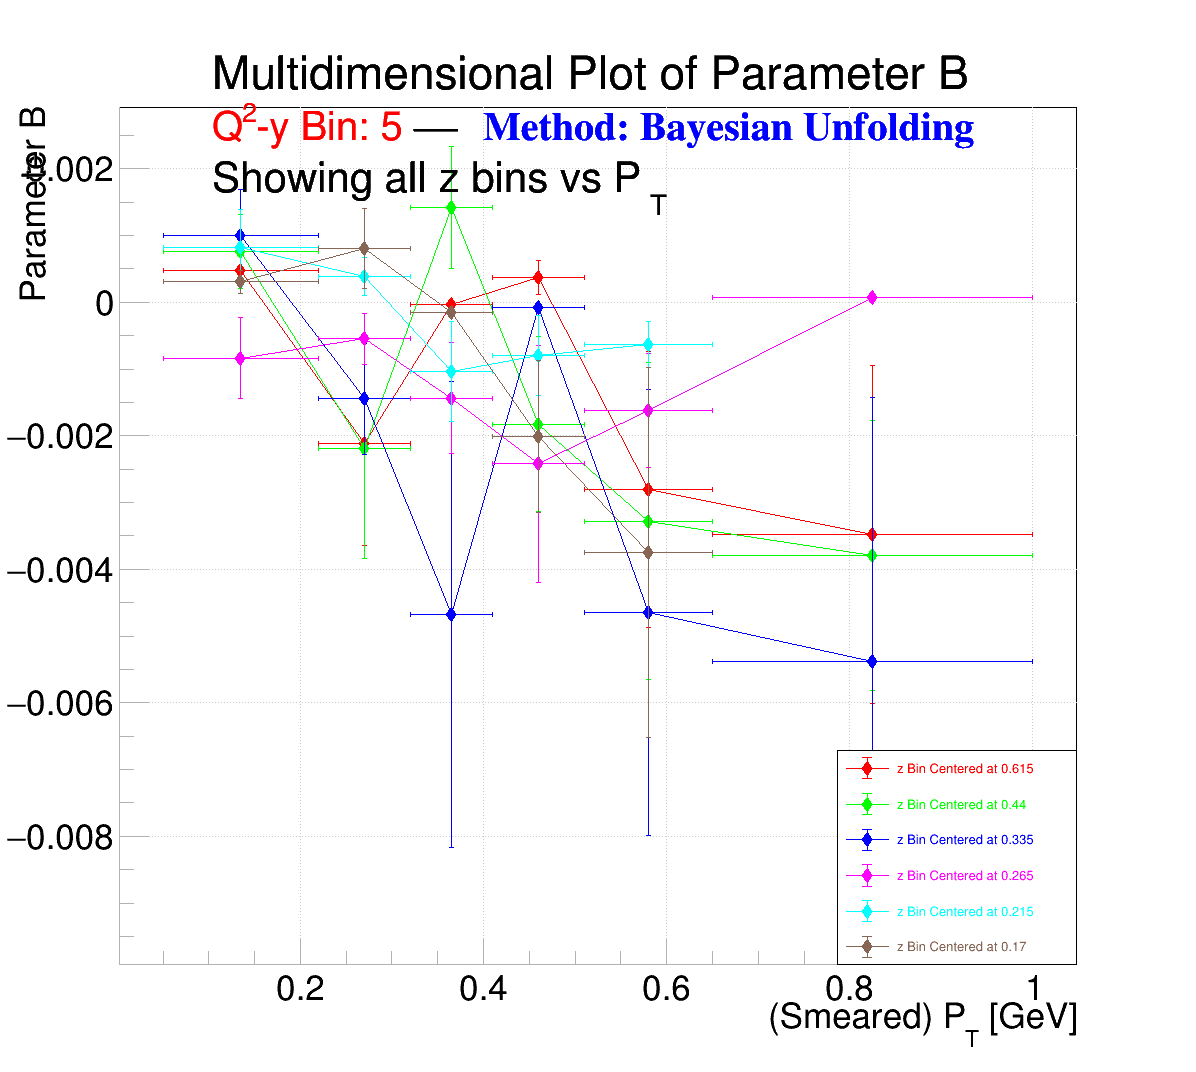 Multidimensional Plot of Parameter B
Q²-y Bin: 5 — Method: Bayesian Unfolding
Showing all z bins vs P_T
Parameter B
0.002
0
−0.002
−0.004
−0.006
−0.008
z Bin Centered at 0.615
z Bin Centered at 0.44
z Bin Centered at 0.335
z Bin Centered at 0.265
z Bin Centered at 0.215
z Bin Centered at 0.17
0.2 0.4 0.6 0.8 1
(Smeared) P_T [GeV]